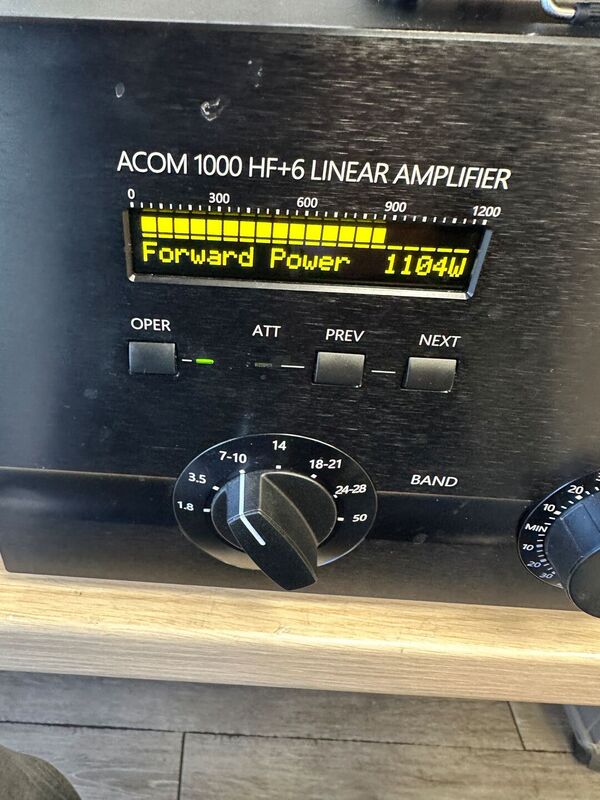 ACOM 1000 HF+6 LINEAR AMPLIFIER
0 300 600 900 1200
Forward Power 1104W
OPER ATT PREV NEXT
1.8 3.5 7-10 14 18-21 24-28 50
BAND
20
10
MIN
10
20
30